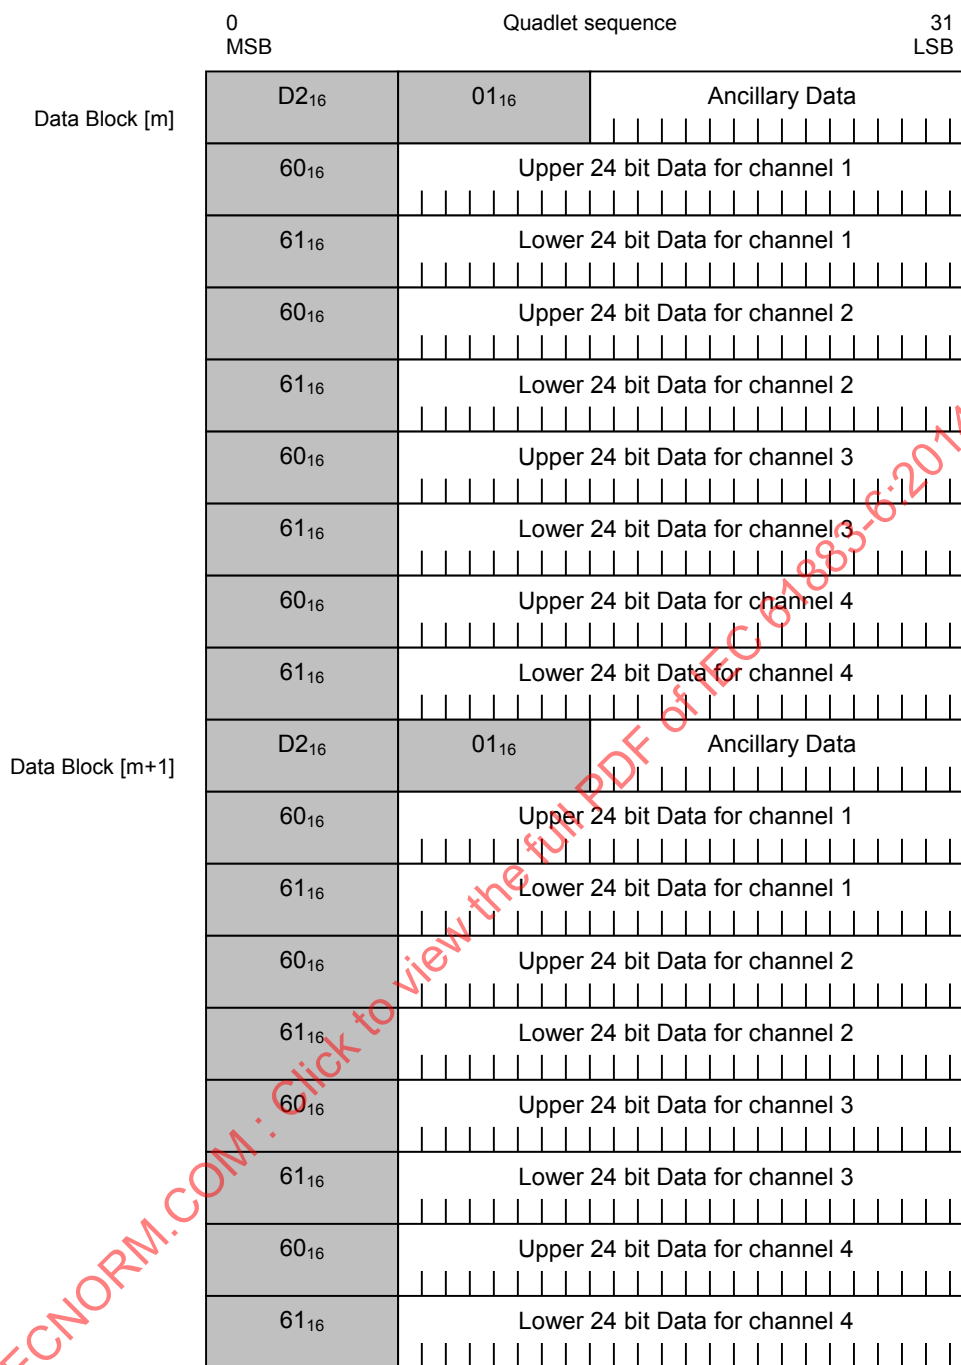 0 Quadlet sequence 31
MSB LSB
Data Block [m]
D2₁₆ 01₁₆ Ancillary Data
60₁₆ Upper 24 bit Data for channel 1
61₁₆ Lower 24 bit Data for channel 1
60₁₆ Upper 24 bit Data for channel 2
61₁₆ Lower 24 bit Data for channel 2
60₁₆ Upper 24 bit Data for channel 3
61₁₆ Lower 24 bit Data for channel 3
60₁₆ Upper 24 bit Data for channel 4
61₁₆ Lower 24 bit Data for channel 4
Data Block [m+1]
D2₁₆ 01₁₆ Ancillary Data
60₁₆ Upper 24 bit Data for channel 1
61₁₆ Lower 24 bit Data for channel 1
60₁₆ Upper 24 bit Data for channel 2
61₁₆ Lower 24 bit Data for channel 2
60₁₆ Upper 24 bit Data for channel 3
61₁₆ Lower 24 bit Data for channel 3
60₁₆ Upper 24 bit Data for channel 4
61₁₆ Lower 24 bit Data for channel 4
ECNORM.COM : Click to view the full PDF of IEC 61883-6:2014